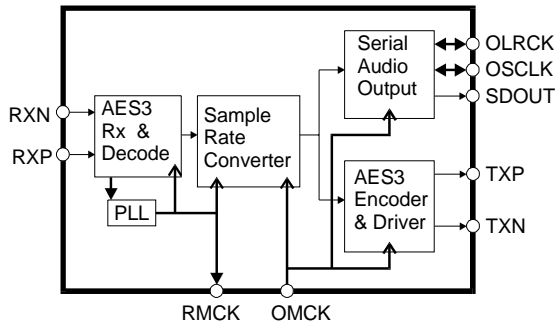 Serial
Audio
Output
OLRCK
OSCLK
SDOUT
RXN
RXP
AES3
Rx &
Decode
Sample
Rate
Converter
PLL
AES3
Encoder
& Driver
TXP
TXN
RMCK
OMCK